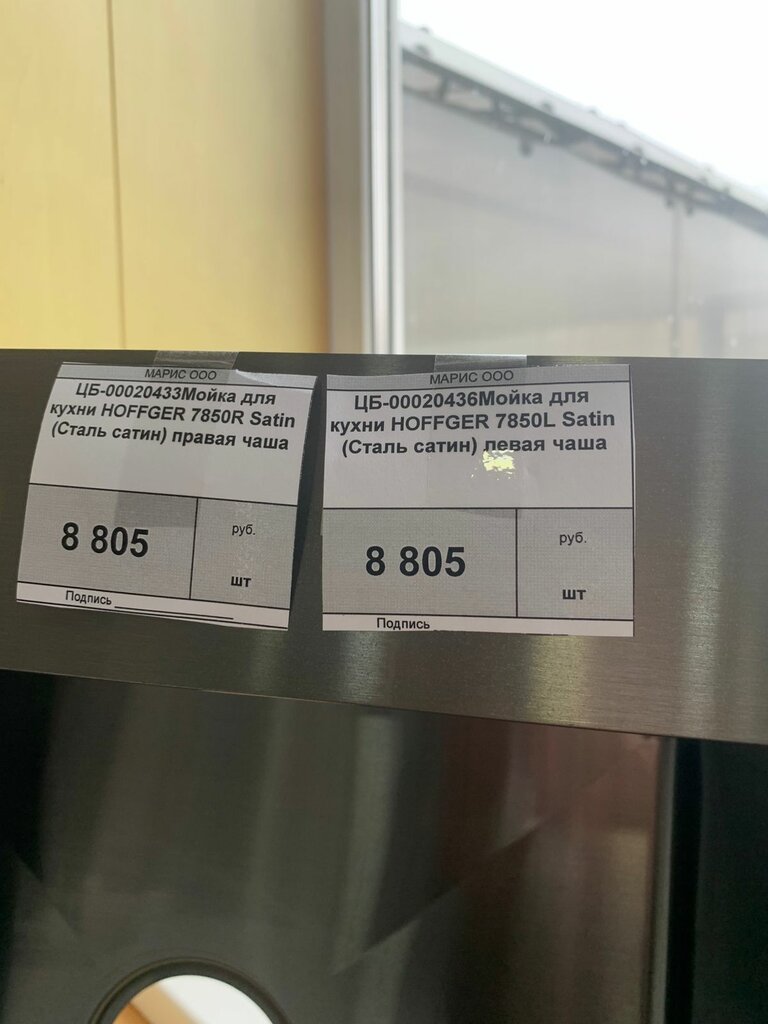 МАРИС ООО
ЦБ-00020433Мойка для
кухни HOFFGER 7850R Satin
(Сталь сатин) правая чаша
8 805
руб.
шт
Подпись
МАРИС ООО
ЦБ-00020436Мойка для
кухни HOFFGER 7850L Satin
(Сталь сатин) левая чаша
8 805
руб.
шт
Подпись